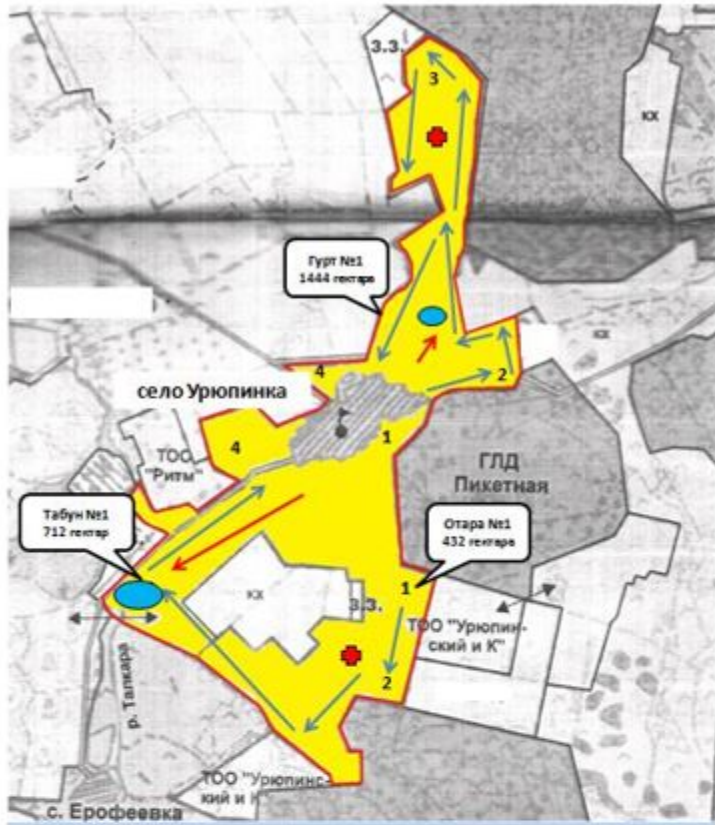 З.З.
3
кх
Гурт №1
1444 гектара
кх
4
2
село Урюпинка
1
4
ТОО
"Ритм"
ГЛД
Пикетная
Табун №1
712 гектар
Отара №1
432 гектара
1
кх
З.З.
ТОО "Урюпин-
ский и К"
2
р. Талкара
ТОО "Урюпинс-
кий и К
с. Ерофеевка